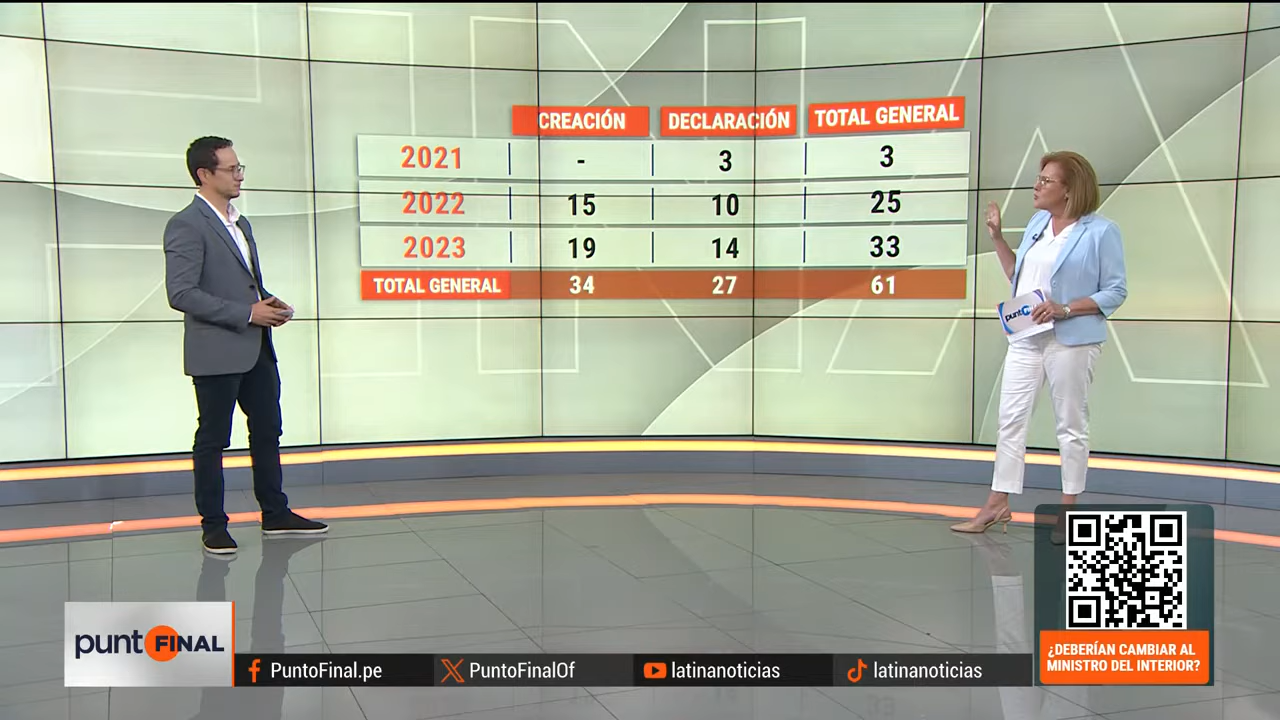 CREACIÓN DECLARACIÓN TOTAL GENERAL
2021 - 3 3
2022 15 10 25
2023 19 14 33
TOTAL GENERAL 34 27 61
punto
punto FINAL
PuntoFinal.pe PuntoFinalOf latinanoticias latinanoticias
¿DEBERÍAN CAMBIAR AL
MINISTRO DEL INTERIOR?